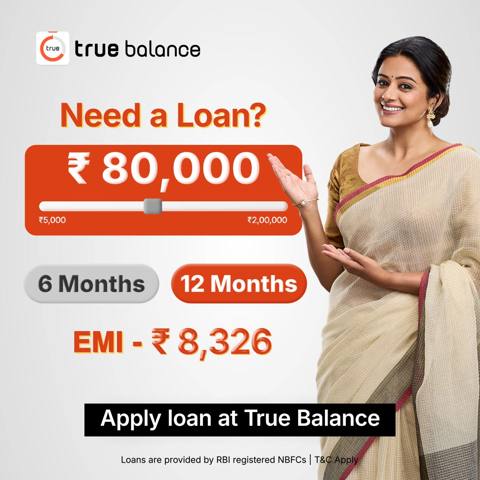 true
true balance
Need a Loan?
₹ 80,000
₹5,000 ₹2,00,000
6 Months 12 Months
EMI - ₹ 8,326
Apply loan at True Balance
Loans are provided by RBI registered NBFCs | T&C Apply